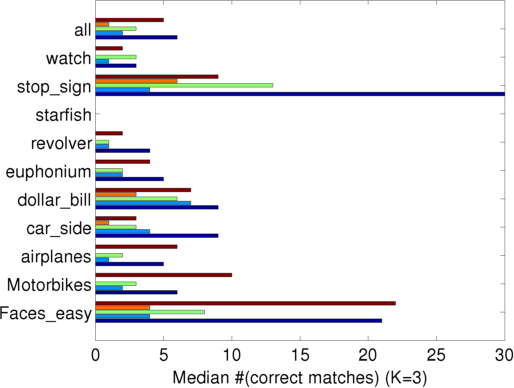 all
watch
stop_sign
starfish
revolver
euphonium
dollar_bill
car_side
airplanes
Motorbikes
Faces_easy
0 5 10 15 20 25 30
Median #(correct matches) (K=3)